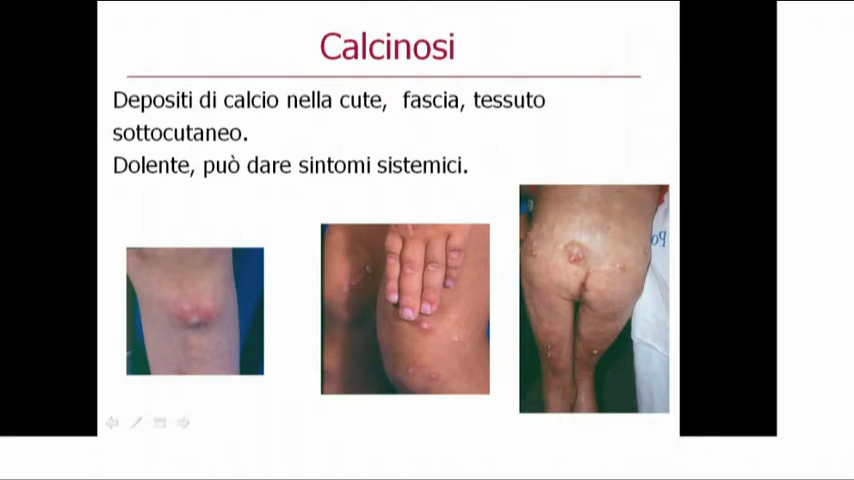 Calcinosi
Depositi di calcio nella cute, fascia, tessuto
sottocutaneo.
Dolente, può dare sintomi sistemici.